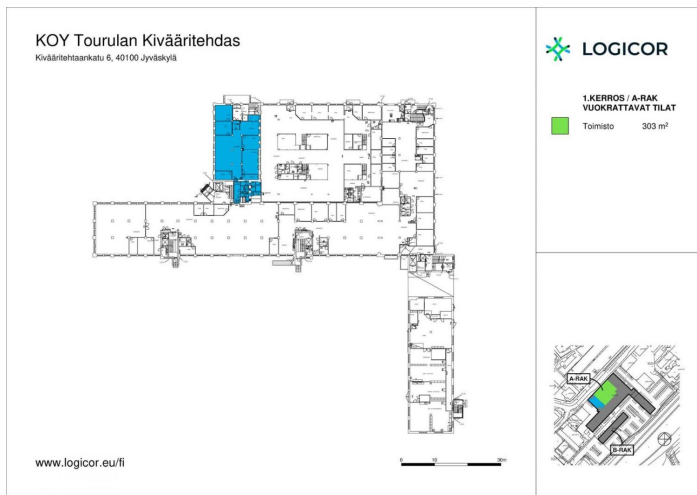 KOY Tourulan Kivääritehdas
Kivääritehtaankatu 6, 40100 Jyväskylä
LOGICOR
1.KERROS / A-RAK
VUOKRATTAVAT TILAT
Toimisto 303 m²
A-RAK
B-RAK
www.logicor.eu/fi
0 10 30m